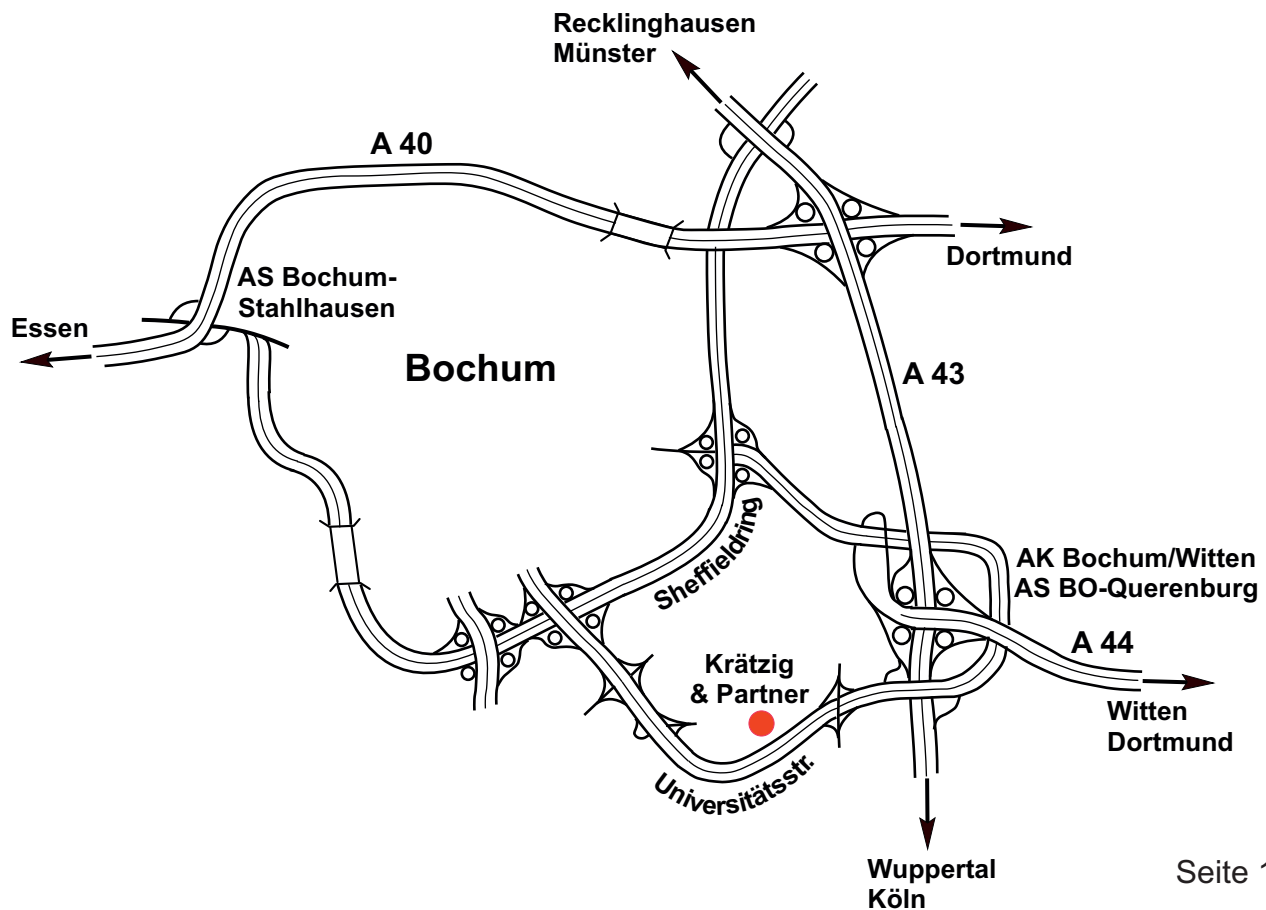 Recklinghausen
Münster
A 40
Dortmund
AS Bochum-
Stahlhausen
Essen
Bochum
A 43
Sheffieldring
AK Bochum/Witten
AS BO-Querenburg
A 44
Krätzig
& Partner
Witten
Dortmund
Universitätsstr.
Wuppertal
Köln
Seite 1